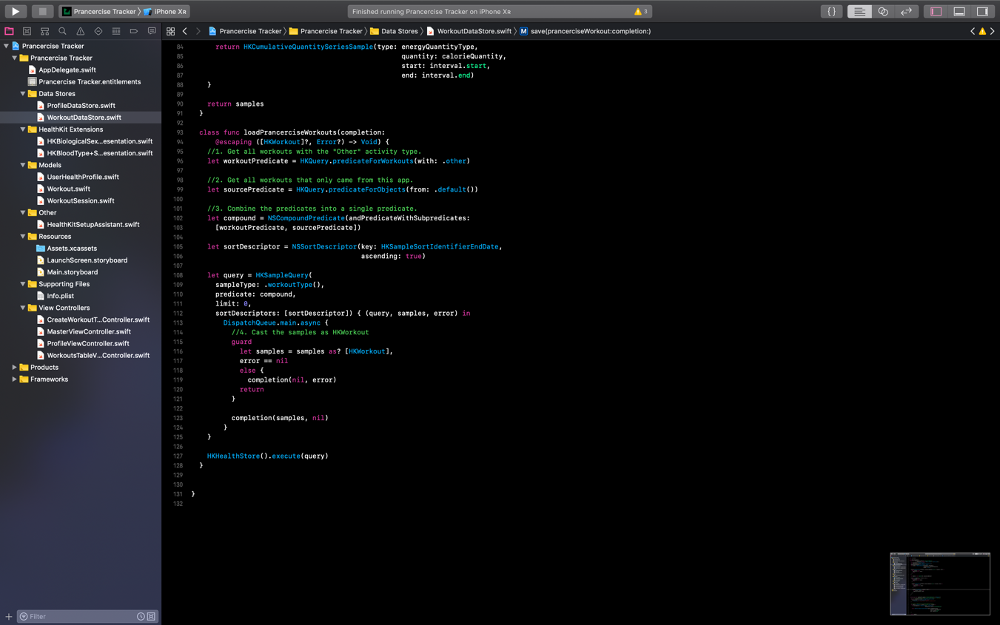 Prancercise Tracker iPhone XR
Finished running Prancercise Tracker on iPhone XR 3
{ }
Prancercise Tracker Prancercise Tracker Data Stores WorkoutDataStore.swift M save(prancerciseWorkout:completion:)
Prancercise Tracker
Prancercise Tracker
AppDelegate.swift
Prancercise Tracker.entitlements
Data Stores
ProfileDataStore.swift
WorkoutDataStore.swift
HealthKit Extensions
HKBiologicalSex...esentation.swift
HKBloodType+S...esentation.swift
Models
UserHealthProfile.swift
Workout.swift
WorkoutSession.swift
Other
HealthKitSetupAssistant.swift
Resources
Assets.xcassets
LaunchScreen.storyboard
Main.storyboard
Supporting Files
Info.plist
View Controllers
CreateWorkoutT...Controller.swift
MasterViewController.swift
ProfileViewController.swift
WorkoutsTableV...Controller.swift
Products
Frameworks
Filter
84 return HKCumulativeQuantitySeriesSample(type: energyQuantityType,
85 quantity: calorieQuantity,
86 start: interval.start,
87 end: interval.end)
88 }
89
90 return samples
91 }
92
93 class func loadPrancerciseWorkouts(completion:
94 @escaping ([HKWorkout]?, Error?) -> Void) {
95 //1. Get all workouts with the "Other" activity type.
96 let workoutPredicate = HKQuery.predicateForWorkouts(with: .other)
97
98 //2. Get all workouts that only came from this app.
99 let sourcePredicate = HKQuery.predicateForObjects(from: .default())
100
101 //3. Combine the predicates into a single predicate.
102 let compound = NSCompoundPredicate(andPredicateWithSubpredicates:
103 [workoutPredicate, sourcePredicate])
104
105 let sortDescriptor = NSSortDescriptor(key: HKSampleSortIdentifierEndDate,
106 ascending: true)
107
108 let query = HKSampleQuery(
109 sampleType: .workoutType(),
110 predicate: compound,
111 limit: 0,
112 sortDescriptors: [sortDescriptor]) { (query, samples, error) in
113 DispatchQueue.main.async {
114 //4. Cast the samples as HKWorkout
115 guard
116 let samples = samples as? [HKWorkout],
117 error == nil
118 else {
119 completion(nil, error)
120 return
121 }
122
123 completion(samples, nil)
124 }
125 }
126
127 HKHealthStore().execute(query)
128 }
129
130
131 }
132